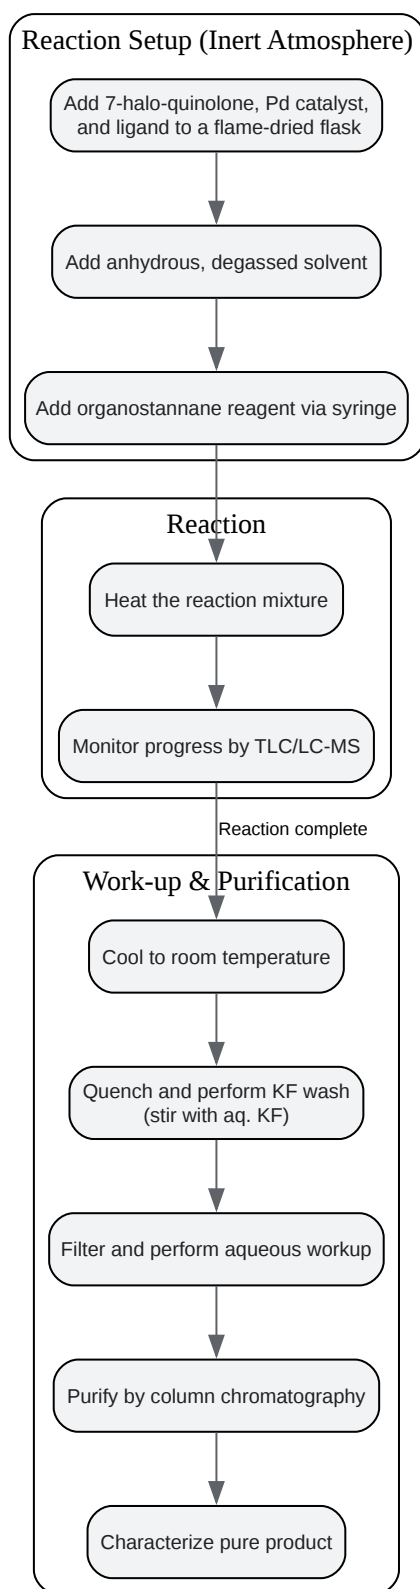 Reaction Setup (Inert Atmosphere)
Add 7-halo-quinolone, Pd catalyst,
and ligand to a flame-dried flask
Add anhydrous, degassed solvent
Add organostannane reagent via syringe
Reaction
Heat the reaction mixture
Monitor progress by TLC/LC-MS
Reaction complete
Work-up & Purification
Cool to room temperature
Quench and perform KF wash
(stir with aq. KF)
Filter and perform aqueous workup
Purify by column chromatography
Characterize pure product